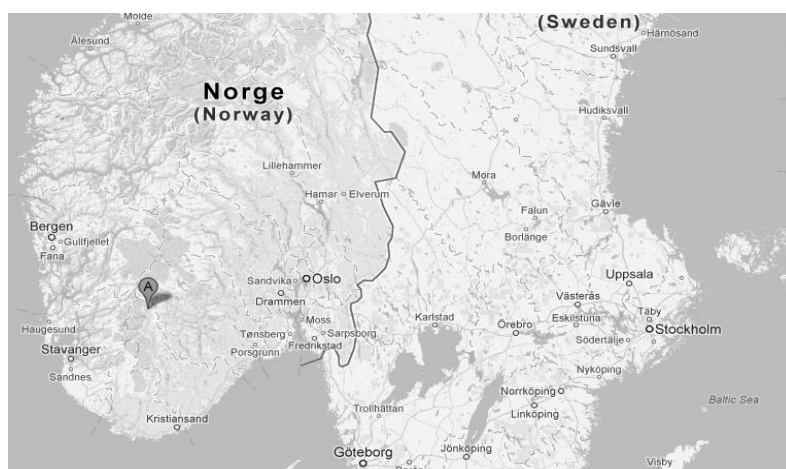 Molde
Ålesund
(Sweden)
Härnösand
Sundsvall
Norge
(Norway)
Hudiksvall
Lillehammer
Mora
Hamar
Elverum
Gävle
Falun
Borlänge
Bergen
Gullfjellet
Fana
A
Sandvika
Oslo
Drammen
Uppsala
Västerås
Täby
Eskilstuna
Stockholm
Haugesund
Moss
Karlstad
Örebro
Tønsberg
Sarpsborg
Södertälje
Fredrikstad
Stavanger
Porsgrunn
Sandnes
Nyköping
Norrköping
Baltic Sea
Linköping
Trollhättan
Kristiansand
Göteborg
Jönköping
Visby